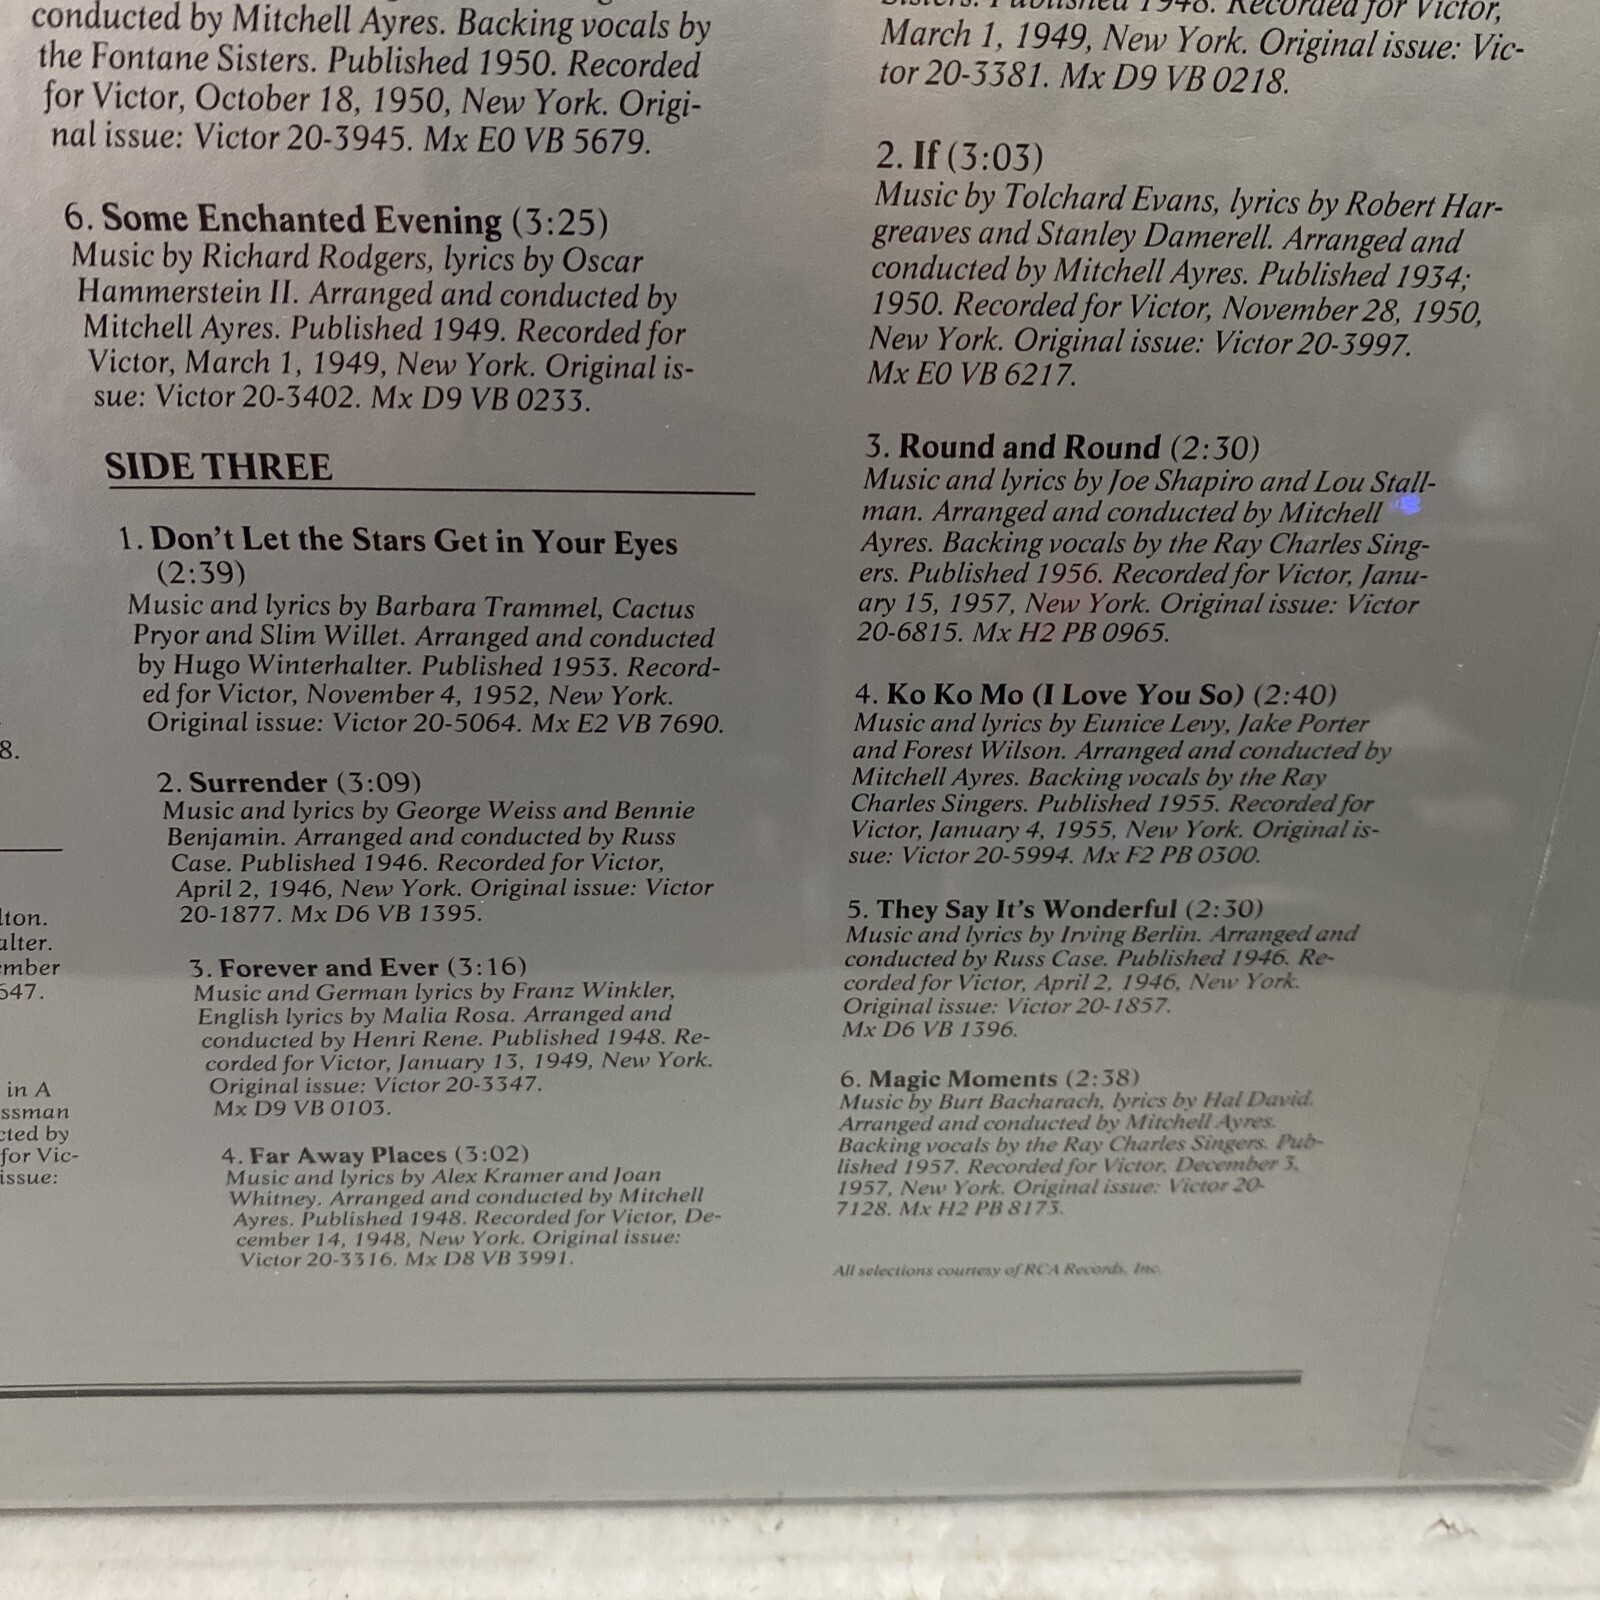 8.
lton.
alter.
mber
547.
in A
ssman
cted by
for Vic-
issue:
conducted by Mitchell Ayres. Backing vocals by
the Fontane Sisters. Published 1950. Recorded
for Victor, October 18, 1950, New York. Origi-
nal issue: Victor 20-3945. Mx E0 VB 5679.
6. Some Enchanted Evening (3:25)
Music by Richard Rodgers, lyrics by Oscar
Hammerstein II. Arranged and conducted by
Mitchell Ayres. Published 1949. Recorded for
Victor, March 1, 1949, New York. Original is-
sue: Victor 20-3402. Mx D9 VB 0233.
SIDE THREE
1. Don't Let the Stars Get in Your Eyes
(2:39)
Music and lyrics by Barbara Trammel, Cactus
Pryor and Slim Willet. Arranged and conducted
by Hugo Winterhalter. Published 1953. Record-
ed for Victor, November 4, 1952, New York.
Original issue: Victor 20-5064. Mx E2 VB 7690.
2. Surrender (3:09)
Music and lyrics by George Weiss and Bennie
Benjamin. Arranged and conducted by Russ
Case. Published 1946. Recorded for Victor,
April 2, 1946, New York. Original issue: Victor
20-1877. Mx D6 VB 1395.
3. Forever and Ever (3:16)
Music and German lyrics by Franz Winkler,
English lyrics by Malia Rosa. Arranged and
conducted by Henri Rene. Published 1948. Re-
corded for Victor, January 13, 1949, New York.
Original issue: Victor 20-3347.
Mx D9 VB 0103.
4. Far Away Places (3:02)
Music and lyrics by Alex Kramer and Joan
Whitney. Arranged and conducted by Mitchell
Ayres. Published 1948. Recorded for Victor, De-
cember 14, 1948, New York. Original issue:
Victor 20-3316. Mx D8 VB 3991.
Sisters. Published 1948. Recorded for Victor,
March 1, 1949, New York. Original issue: Vic-
tor 20-3381. Mx D9 VB 0218.
2. If (3:03)
Music by Tolchard Evans, lyrics by Robert Har-
greaves and Stanley Damerell. Arranged and
conducted by Mitchell Ayres. Published 1934;
1950. Recorded for Victor, November 28, 1950,
New York. Original issue: Victor 20-3997.
Mx E0 VB 6217.
3. Round and Round (2:30)
Music and lyrics by Joe Shapiro and Lou Stall-
man. Arranged and conducted by Mitchell
Ayres. Backing vocals by the Ray Charles Sing-
ers. Published 1956. Recorded for Victor, Janu-
ary 15, 1957, New York. Original issue: Victor
20-6815. Mx H2 PB 0965.
4. Ko Ko Mo (I Love You So) (2:40)
Music and lyrics by Eunice Levy, Jake Porter
and Forest Wilson. Arranged and conducted by
Mitchell Ayres. Backing vocals by the Ray
Charles Singers. Published 1955. Recorded for
Victor, January 4, 1955, New York. Original is-
sue: Victor 20-5994. Mx F2 PB 0300.
5. They Say It's Wonderful (2:30)
Music and lyrics by Irving Berlin. Arranged and
conducted by Russ Case. Published 1946. Re-
corded for Victor, April 2, 1946, New York.
Original issue: Victor 20-1857.
Mx D6 VB 1396.
6. Magic Moments (2:38)
Music by Burt Bacharach, lyrics by Hal David.
Arranged and conducted by Mitchell Ayres.
Backing vocals by the Ray Charles Singers. Pub-
lished 1957. Recorded for Victor, December 3,
1957, New York. Original issue: Victor 20-
7128. Mx H2 PB 8173.
All selections courtesy of RCA Records, Inc.